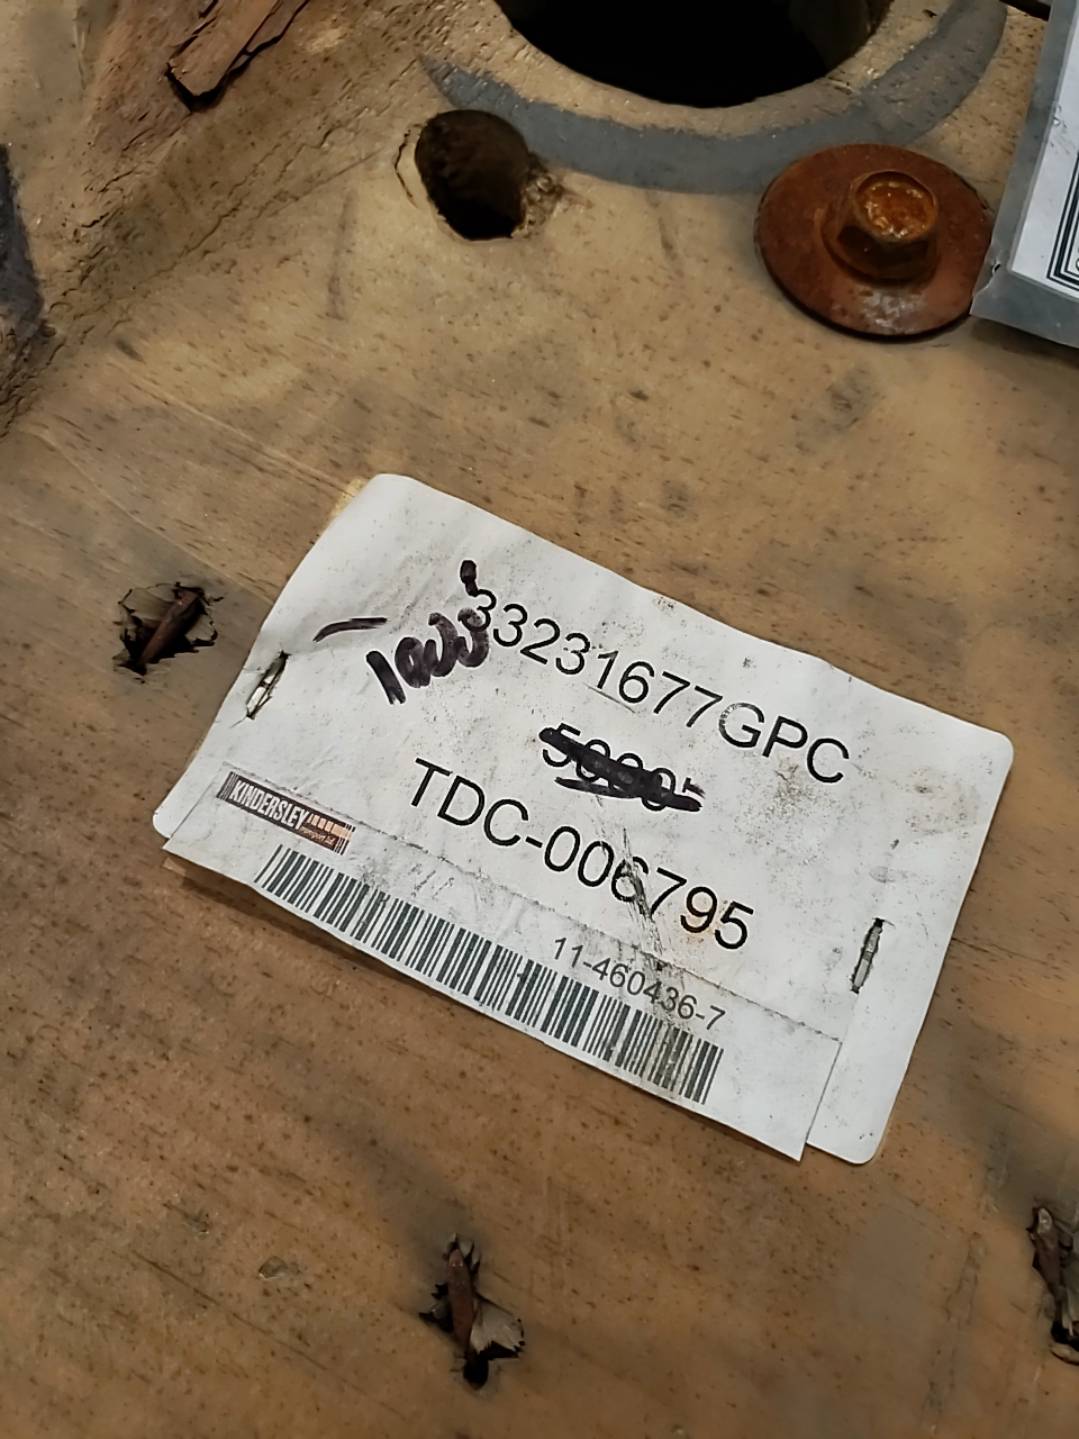 33231677GPC
TDC-006795
KINDERSLEY
11-460436-7